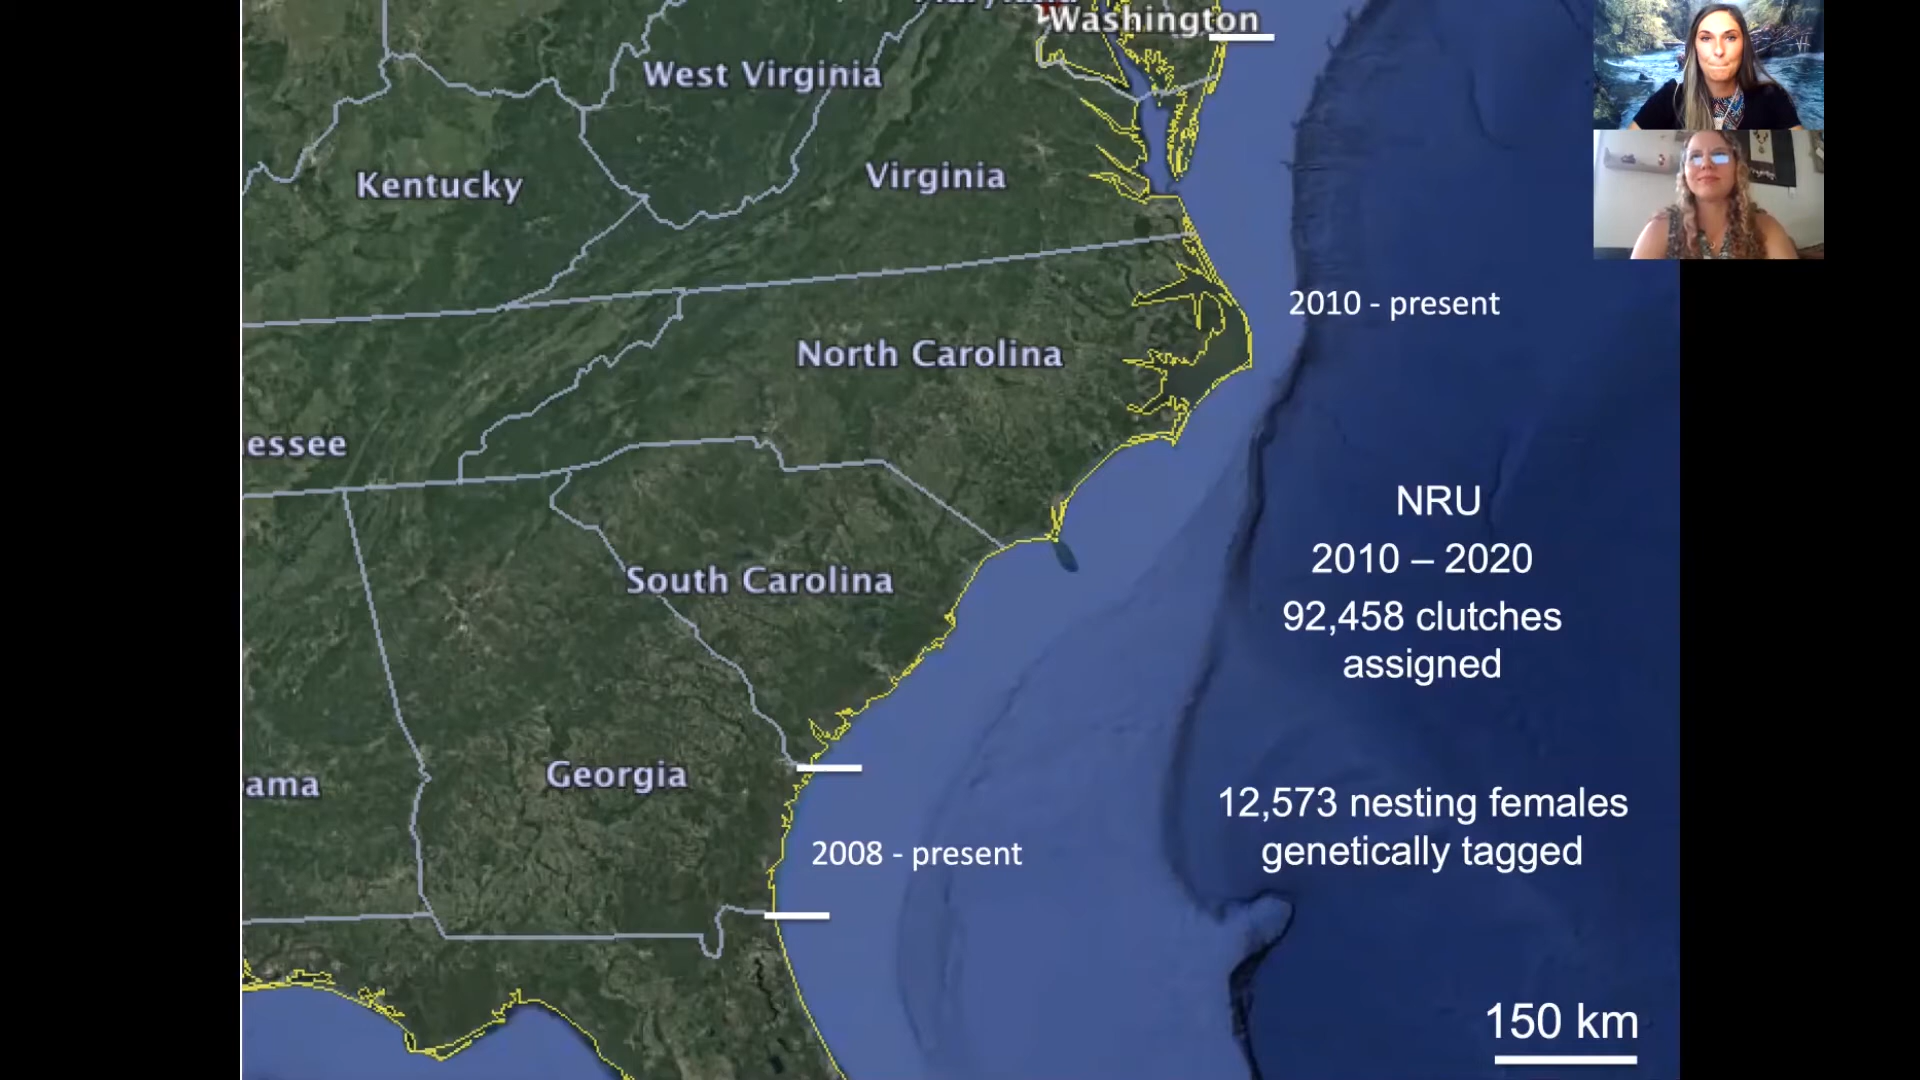 Washington
West Virginia
Virginia
Kentucky
2010 - present
North Carolina
essee
NRU
2010 – 2020
92,458 clutches
assigned
South Carolina
Georgia
ama
12,573 nesting females
genetically tagged
2008 - present
150 km